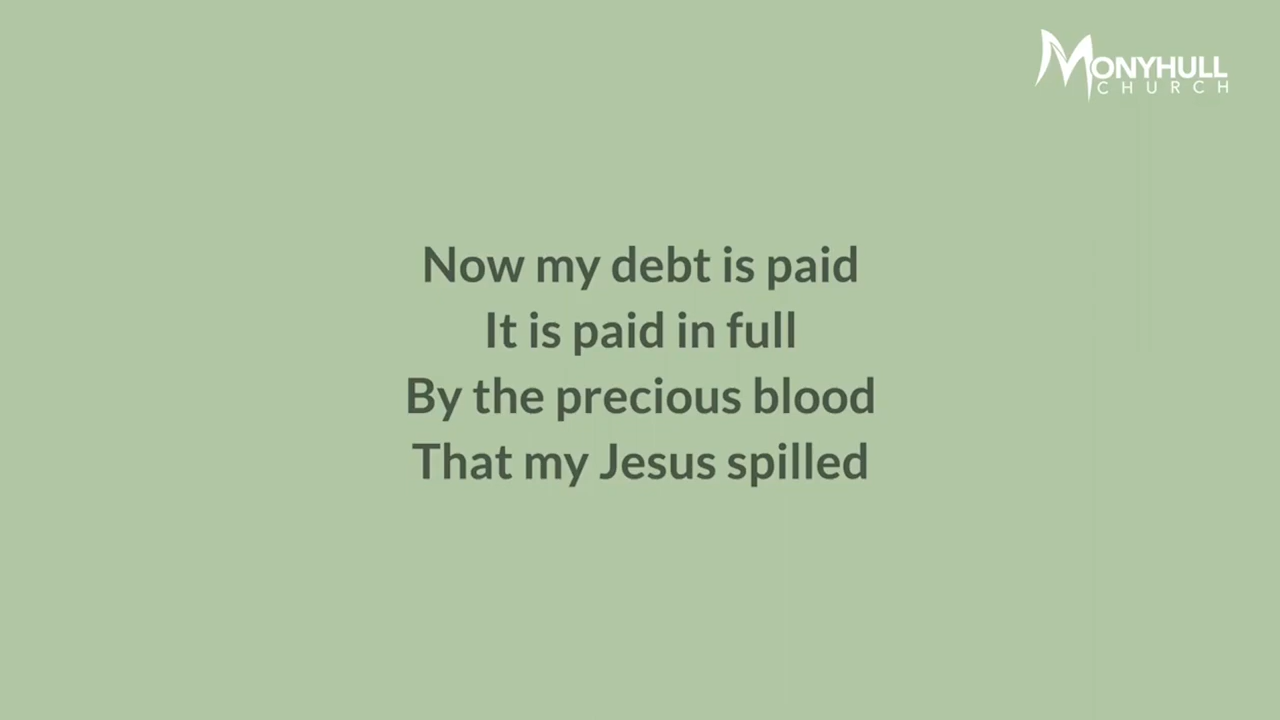 MONYHULL
CHURCH
Now my debt is paid
It is paid in full
By the precious blood
That my Jesus spilled